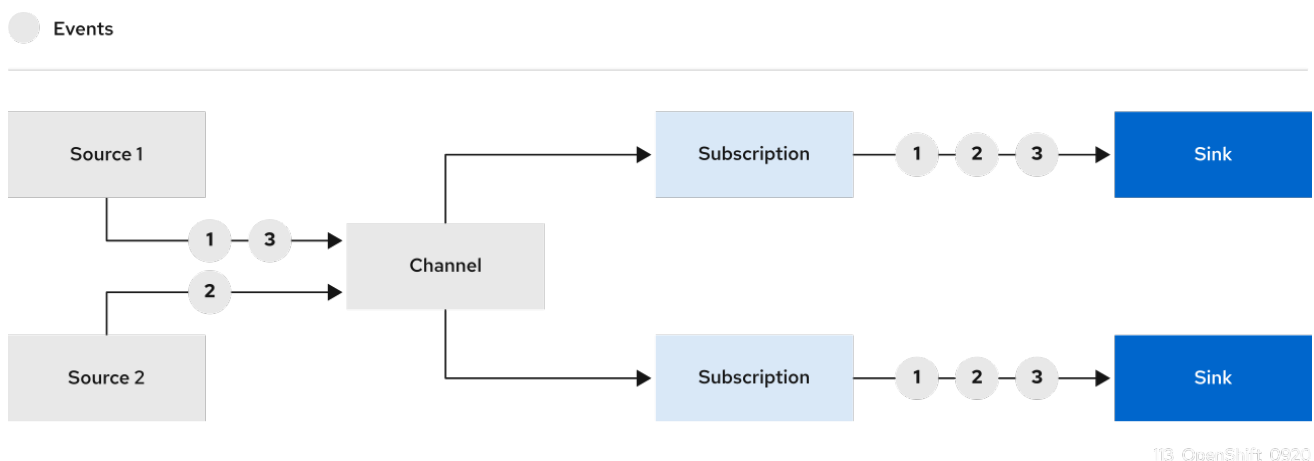 Events
Source 1
Subscription
1
2
3
Sink
1
3
Channel
2
Source 2
Subscription
1
2
3
Sink
113_OpenShift_0920